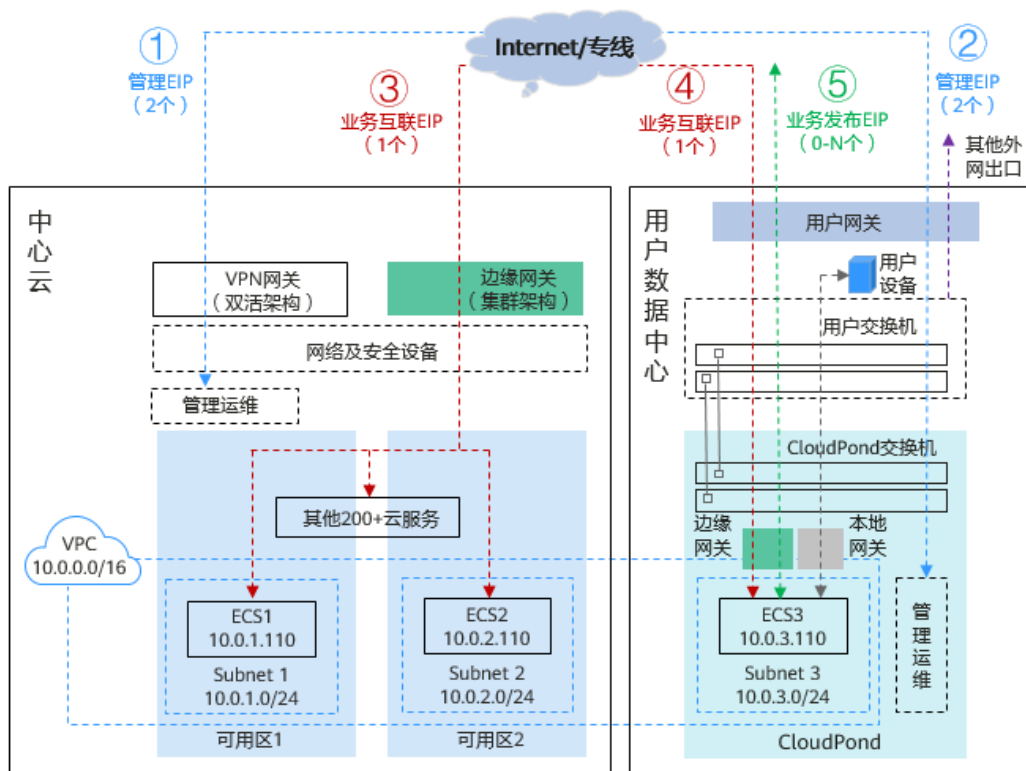 Internet/专线
①
管理EIP
（2个）
③
业务互联EIP
（1个）
④
业务互联EIP
（1个）
⑤
业务发布EIP
（0-N个）
②
管理EIP
（2个）
其他外
网出口
中心云
VPN网关
（双活架构）
边缘网关
（集群架构）
网络及安全设备
管理运维
其他200+云服务
VPC
10.0.0.0/16
ECS1
10.0.1.110
Subnet 1
10.0.1.0/24
可用区1
ECS2
10.0.2.110
Subnet 2
10.0.2.0/24
可用区2
用户数据中心
用户网关
用户
设备
用户交换机
CloudPond交换机
边缘
网关
本地
网关
ECS3
10.0.3.110
Subnet 3
10.0.3.0/24
管理运维
CloudPond